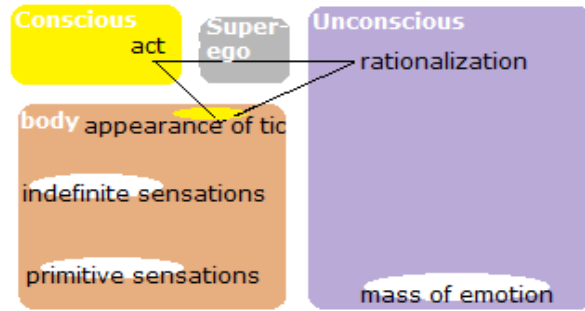 Conscious
act
Super-
ego
Unconscious
rationalization
body
appearance of tic
indefinite sensations
primitive sensations
mass of emotion